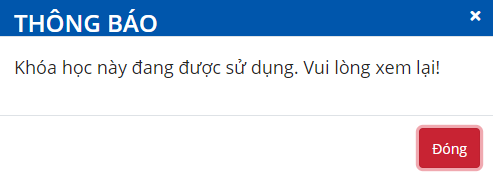 THÔNG BÁO
Khóa học này đang được sử dụng. Vui lòng xem lại!
Đóng